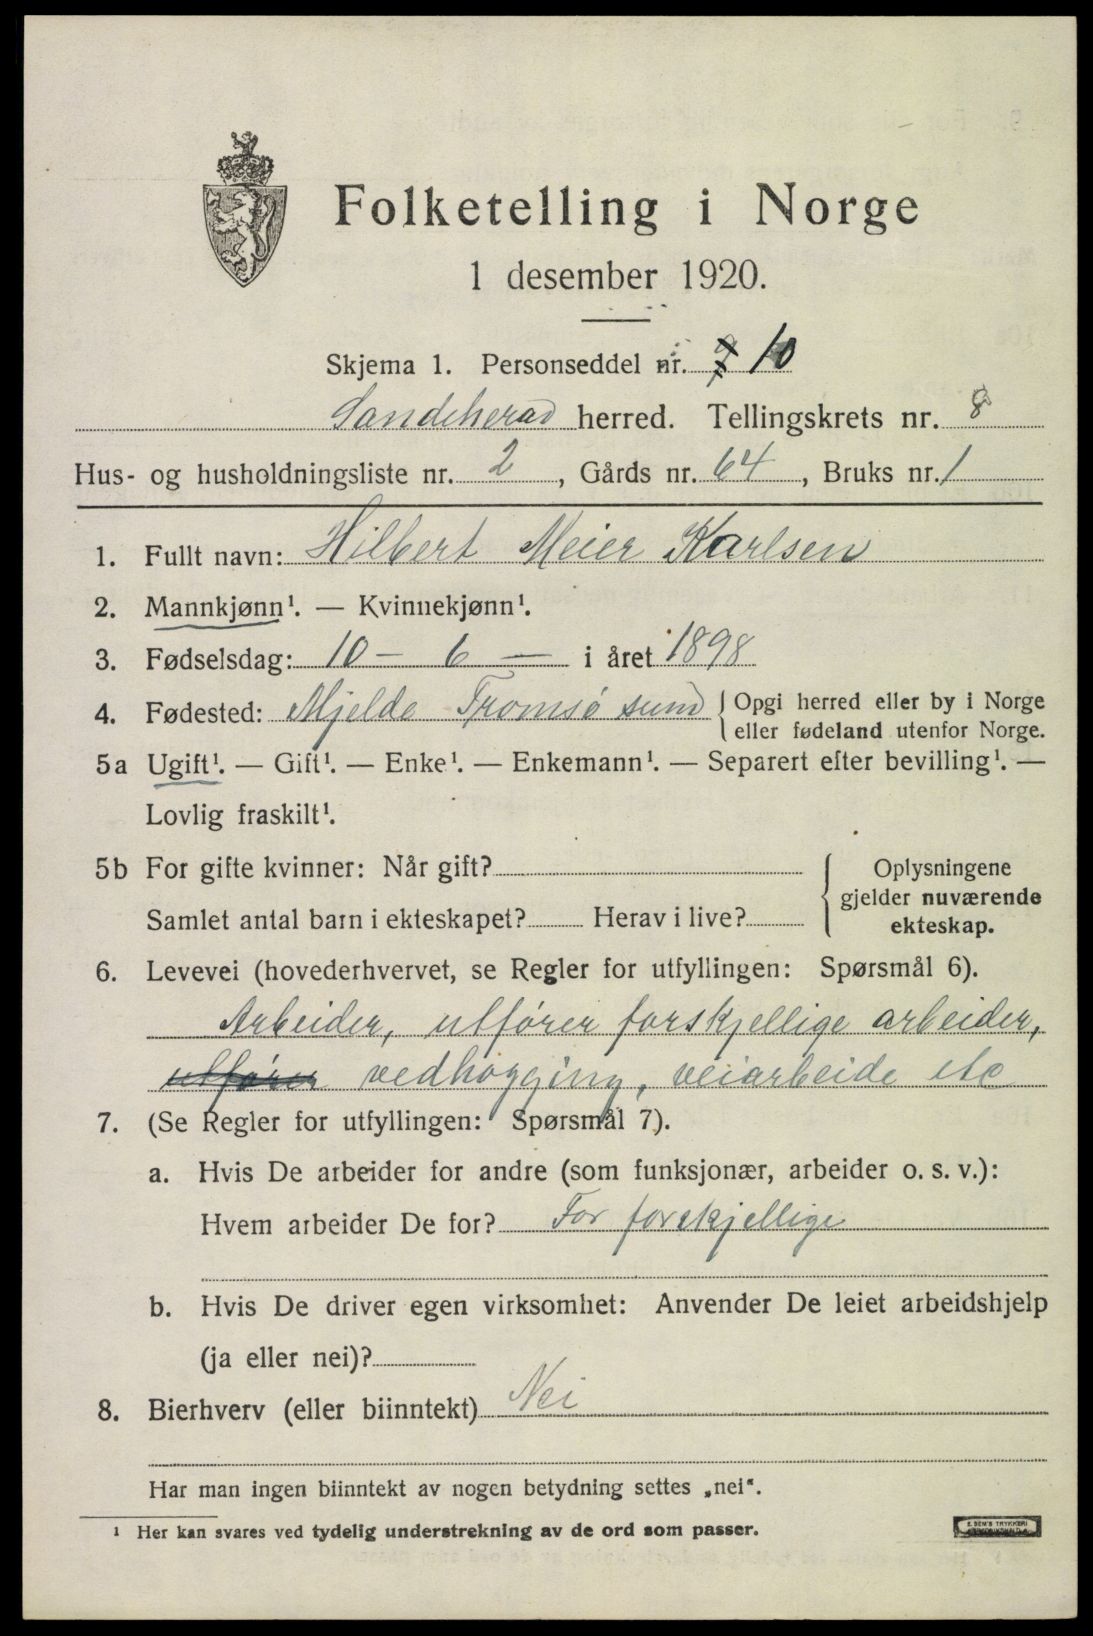 Folketelling i Norge
1 desember 1920.
Skjema 1. Personseddel nr. 10
Sandeherad herred. Tellingskrets nr. 8
Hus- og husholdningsliste nr. 2, Gårds nr. 64, Bruks nr. 1
1. Fullt navn: Hilbert Meier Karlsen
2. Mannkjønn¹. — Kvinnekjønn¹.
3. Fødselsdag: 10 — 6 — i året 1898
4. Fødested: Mjelde Tromsø sund { Opgi herred eller by i Norge
eller fødeland utenfor Norge.
5a Ugift¹. — Gift¹. — Enke¹. — Enkemann¹. — Separert efter bevilling¹. —
Lovlig fraskilt¹.
5b For gifte kvinner: Når gift?
Samlet antal barn i ekteskapet? Herav i live?
{ Oplysningene
gjelder nuværende
ekteskap.
6. Levevei (hovederhvervet, se Regler for utfyllingen: Spørsmål 6).
Arbeider, utfører forskjellige arbeider,
utfører vedhogging, veiarbeide etc
7. (Se Regler for utfyllingen: Spørsmål 7).
a. Hvis De arbeider for andre (som funksjonær, arbeider o. s. v.):
Hvem arbeider De for? For forskjellige
b. Hvis De driver egen virksomhet: Anvender De leiet arbeidshjelp
(ja eller nei)?
8. Bierhverv (eller biinntekt) Nei
Har man ingen biinntekt av nogen betydning settes „nei“.
¹ Her kan svares ved tydelig understrekning av de ord som passer.